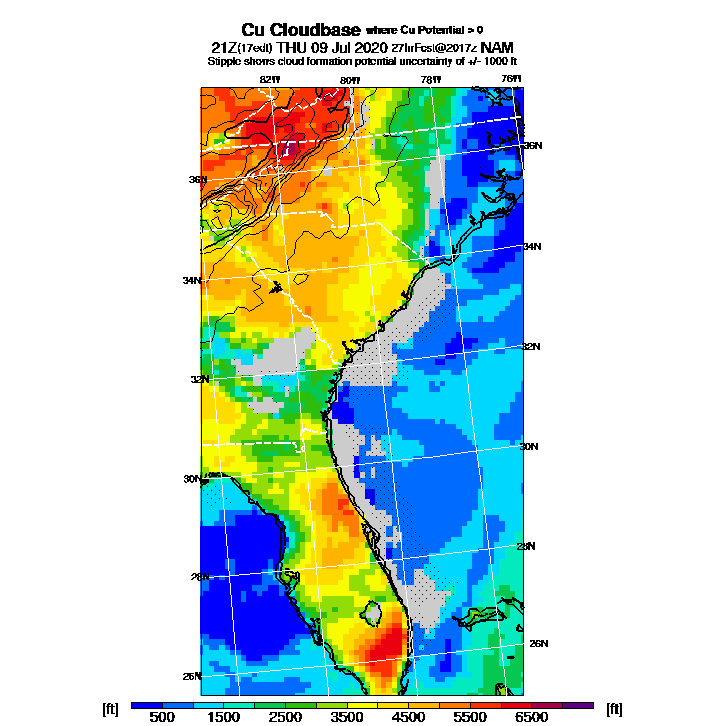 Cu Cloudbase where Cu Potential > 0
21Z(17edt) THU 09 Jul 2020 27hrFcst@2017z NAM
Stipple shows cloud formation potential uncertainty of +/- 1000 ft
82W 80W 78W 76W
36N 36N
34N 34N
32N 32N
30N 30N
28N 28N
26N 26N
[ft] 500 1500 2500 3500 4500 5500 6500 [ft]